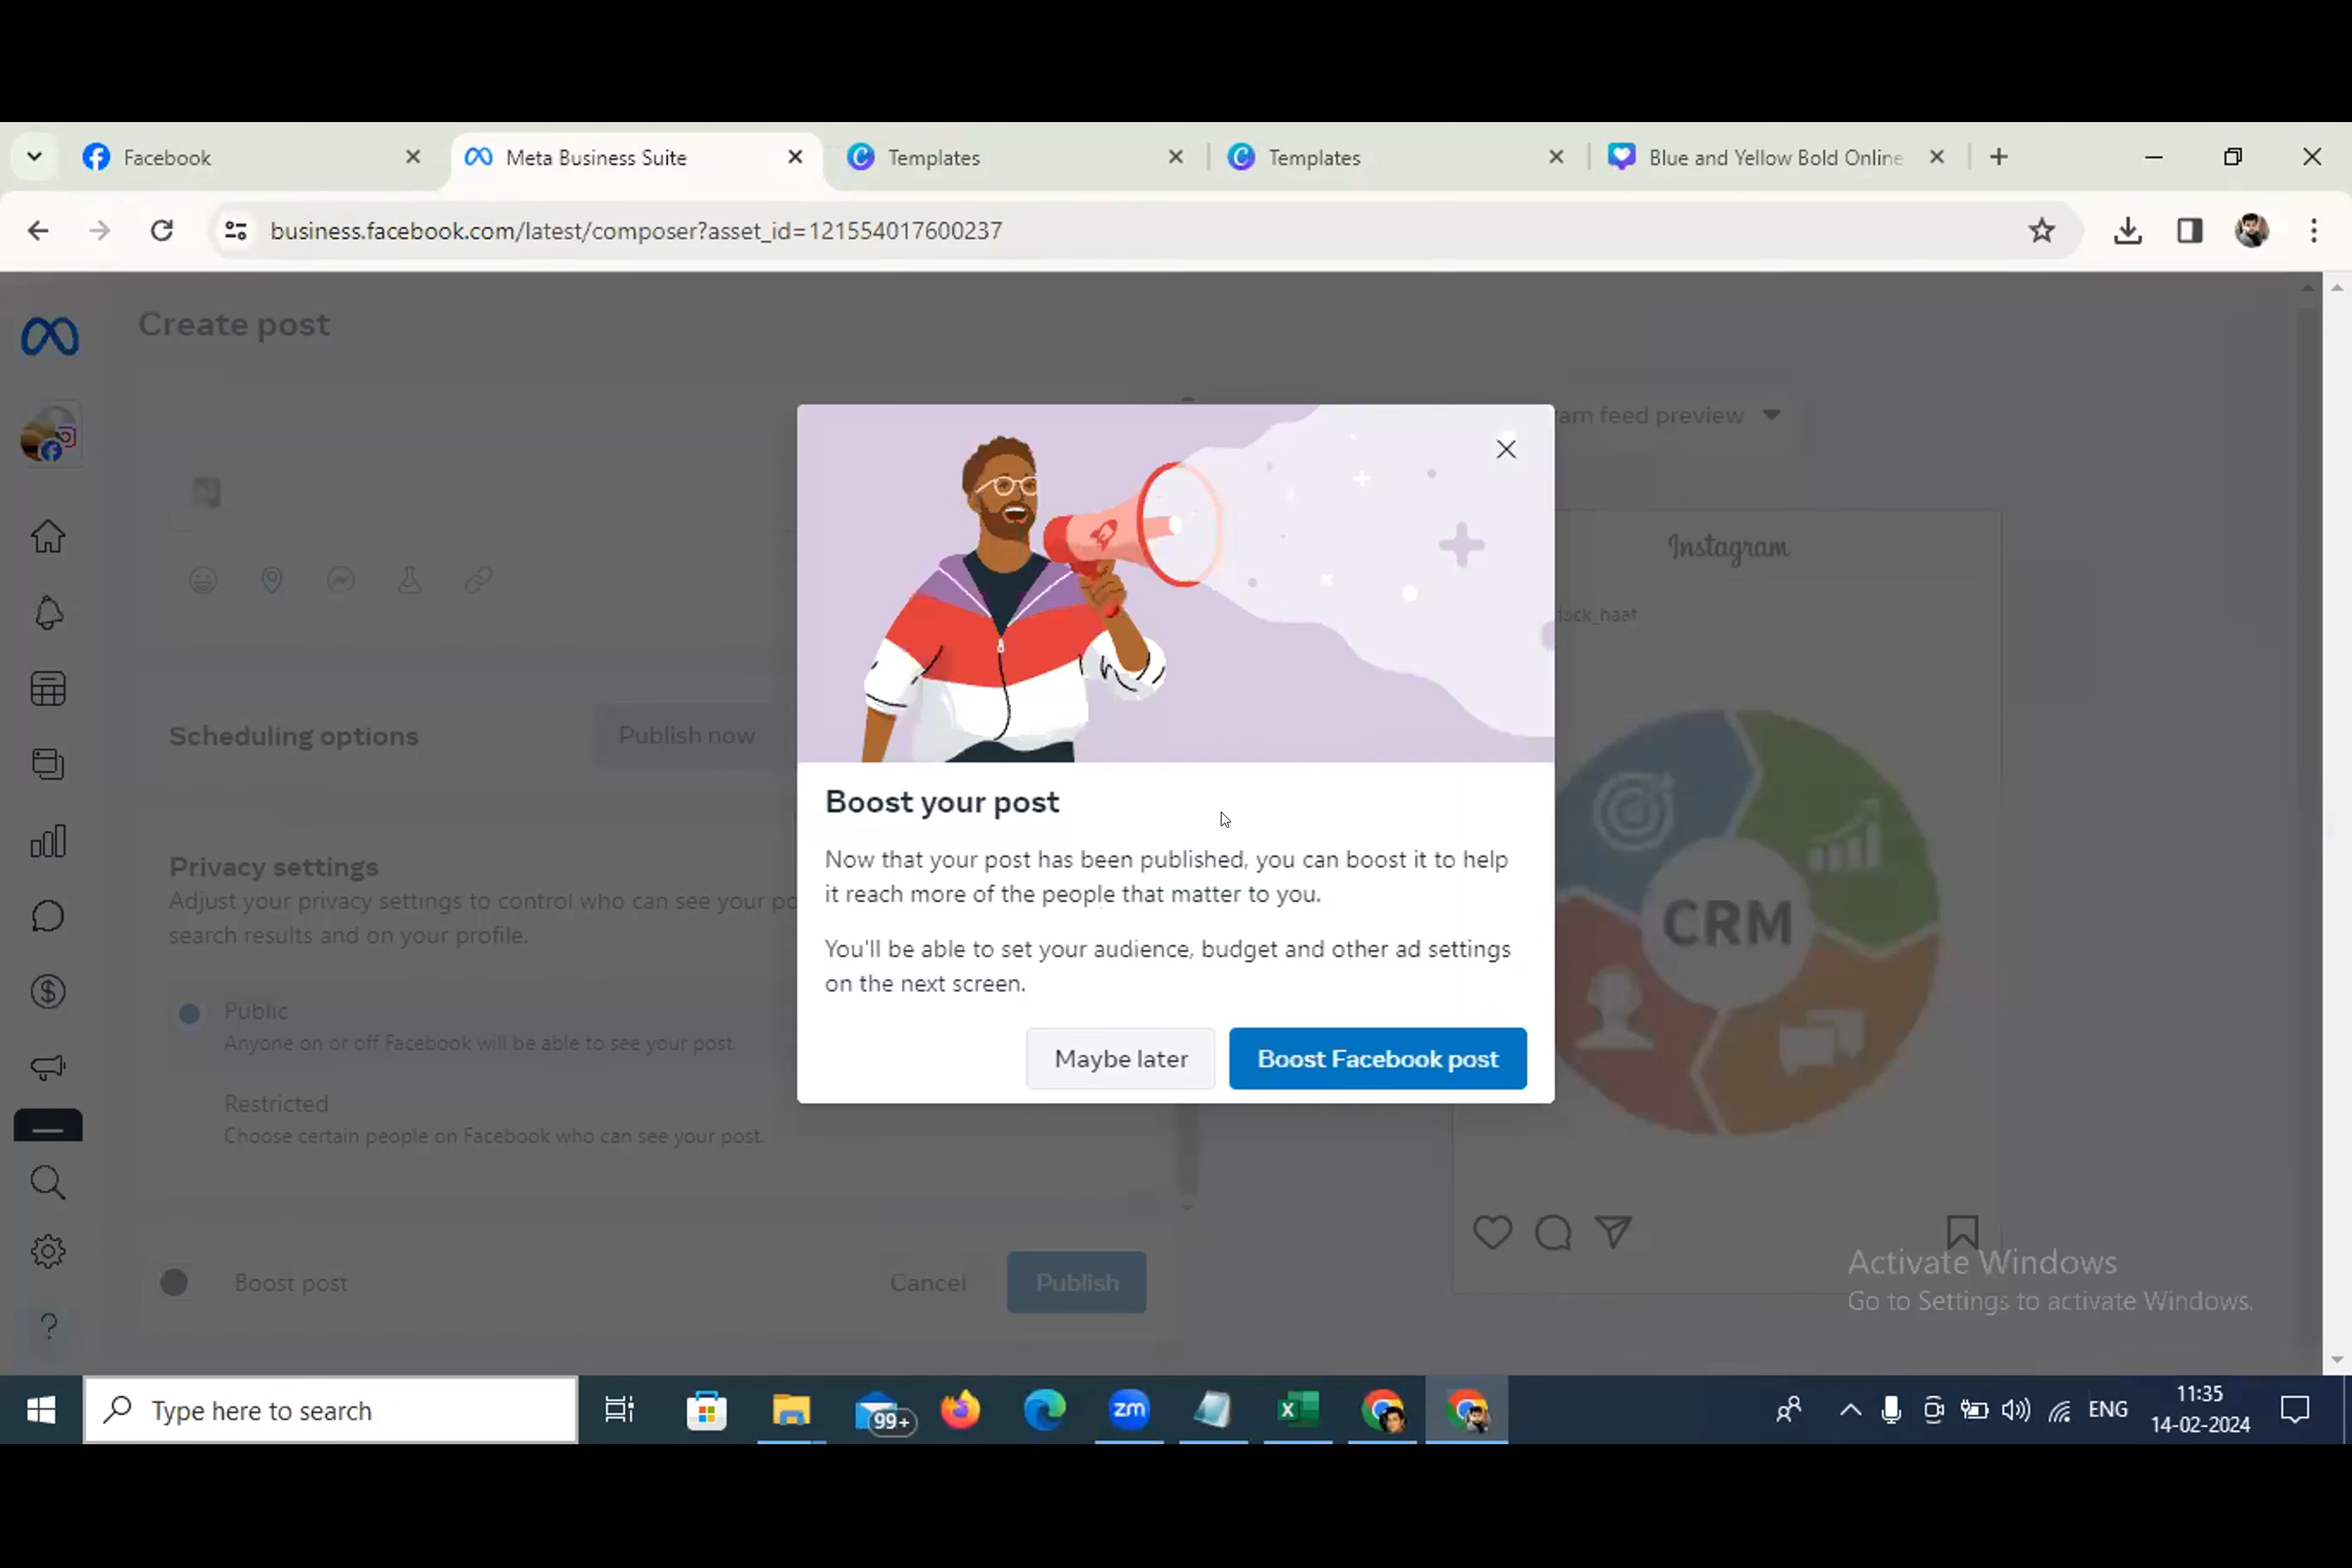 Facebook
Meta Business Suite
Templates
Templates
Blue and Yellow Bold Online
business.facebook.com/latest/composer?asset_id=121554017600237
Create post
am feed preview
Instagram
Scheduling options
Publish now
Boost your post
Now that your post has been published, you can boost it to help
it reach more of the people that matter to you.
You'll be able to set your audience, budget and other ad settings
on the next screen.
Maybe later
Boost Facebook post
Privacy settings
Adjust your privacy settings to control who can see your po
search results and on your profile.
Public
Anyone on or off Facebook will be able to see your post.
Restricted
Choose certain people on Facebook who can see your post.
CRM
Boost post
Cancel
Publish
Activate Windows
Go to Settings to activate Windows.
Type here to search
99+
zm
ENG
11:35
14-02-2024